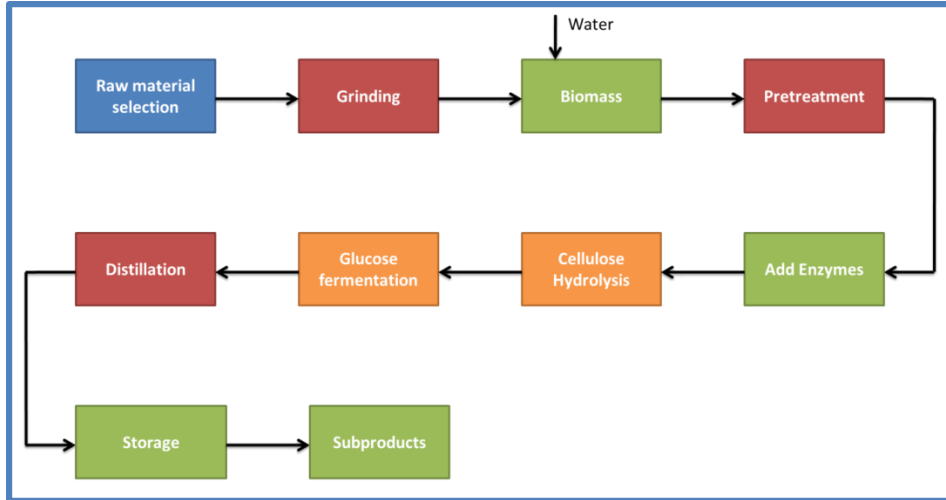 Water
Raw material
selection
Grinding
Biomass
Pretreatment
Distillation
Glucose
fermentation
Cellulose
Hydrolysis
Add Enzymes
Storage
Subproducts